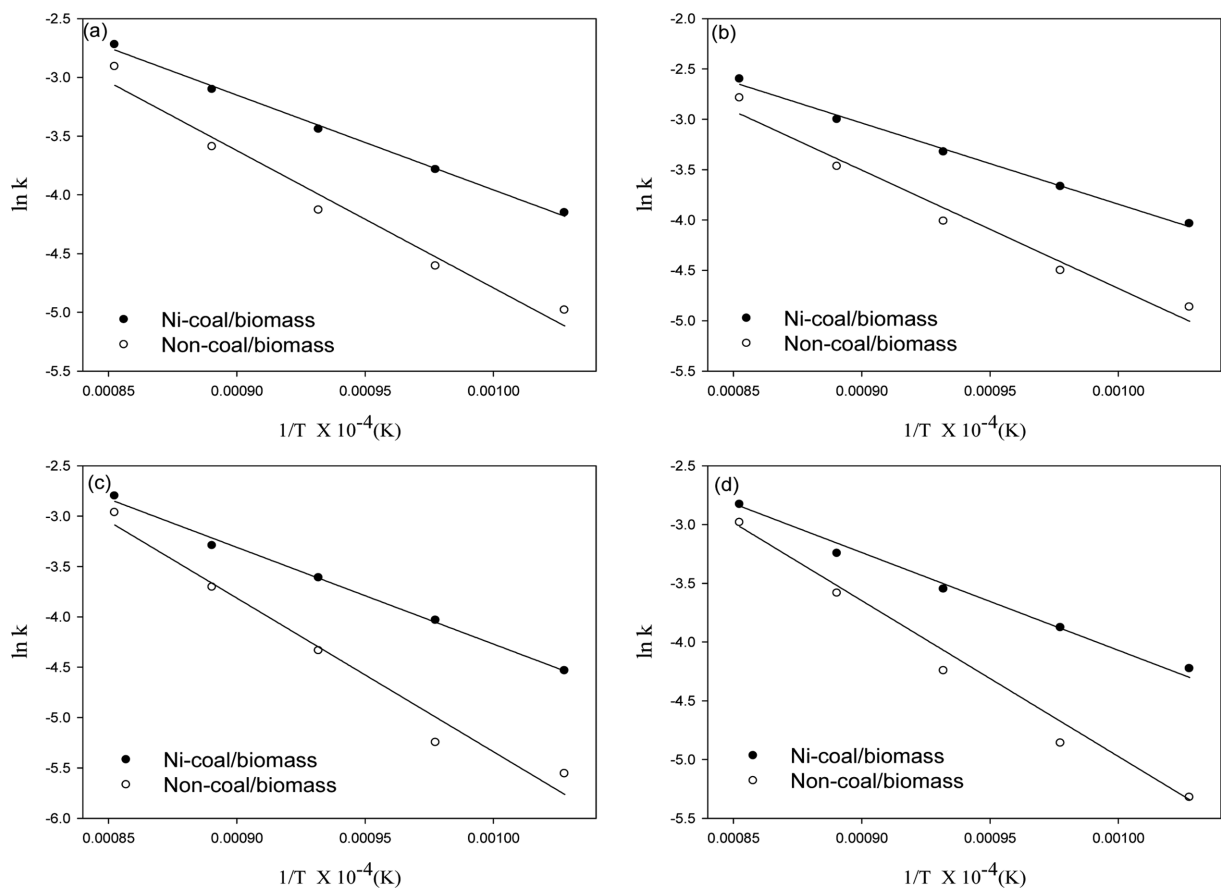 (a)
-2.5
-3.0
-3.5
-4.0
-4.5
-5.0
-5.5
ln k
Ni-coal/biomass
Non-coal/biomass
0.00085 0.00090 0.00095 0.00100
1/T X 10-4(K)
(b)
-2.0
-2.5
-3.0
-3.5
-4.0
-4.5
-5.0
-5.5
ln k
Ni-coal/biomass
Non-coal/biomass
0.00085 0.00090 0.00095 0.00100
1/T X 10-4(K)
(c)
-2.5
-3.0
-3.5
-4.0
-4.5
-5.0
-5.5
-6.0
ln k
Ni-coal/biomass
Non-coal/biomass
0.00085 0.00090 0.00095 0.00100
1/T X 10-4(K)
(d)
-2.5
-3.0
-3.5
-4.0
-4.5
-5.0
-5.5
ln k
Ni-coal/biomass
Non-coal/biomass
0.00085 0.00090 0.00095 0.00100
1/T X 10-4(K)